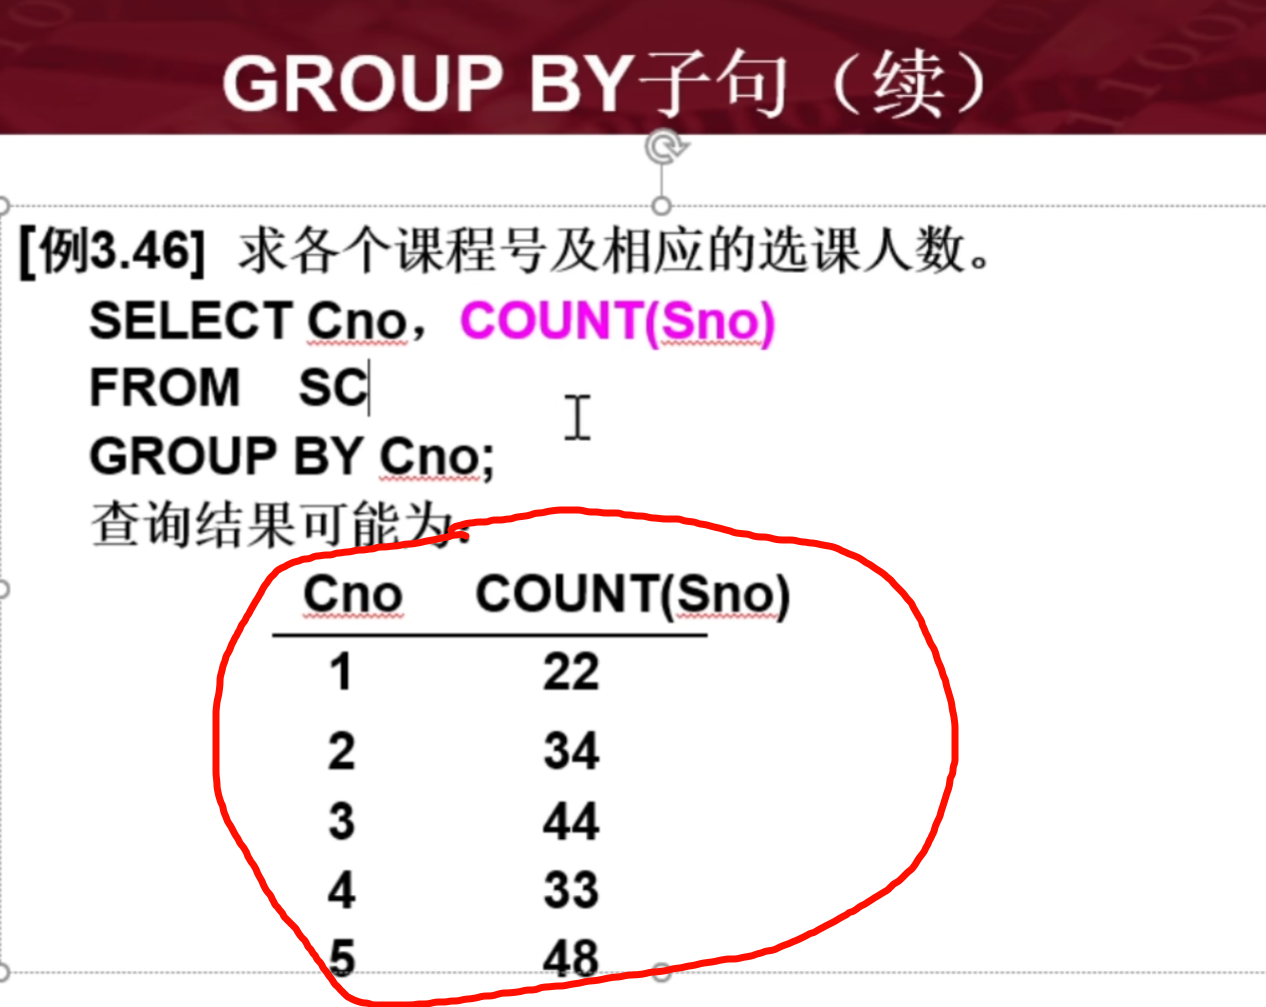 GROUP BY子句（续）
[例3.46] 求各个课程号及相应的选课人数。
SELECT Cno，COUNT(Sno)
FROM SC
GROUP BY Cno;
查询结果可能为：
Cno COUNT(Sno)
1 22
2 34
3 44
4 33
5 48